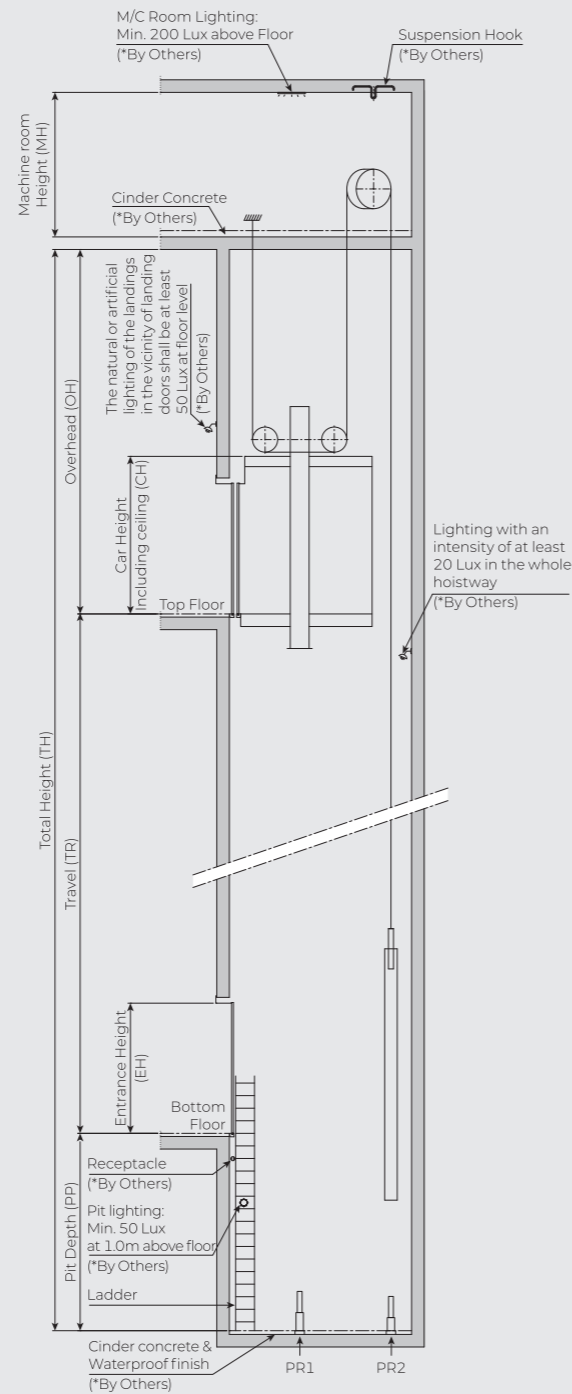 M/C Room Lighting:
Min. 200 Lux above Floor
(*By Others)
Suspension Hook
(*By Others)
Machine room
Height (MH)
Cinder Concrete
(*By Others)
The natural or artificial
lighting of the landings
in the vicinity of landing
doors shall be at least
50 Lux at floor level
(*By Others)
Overhead (OH)
Car Height
Including ceiling (CH)
Top Floor
Lighting with an
intensity of at least
20 Lux in the whole
hoistway
(*By Others)
Total Height (TH)
Travel (TR)
Entrance Height
(EH)
Bottom
Floor
Pit Depth (PP)
Receptacle
(*By Others)
Pit lighting:
Min. 50 Lux
at 1.0m above floor
(*By Others)
Ladder
Cinder concrete &
Waterproof finish
(*By Others)
PR1
PR2